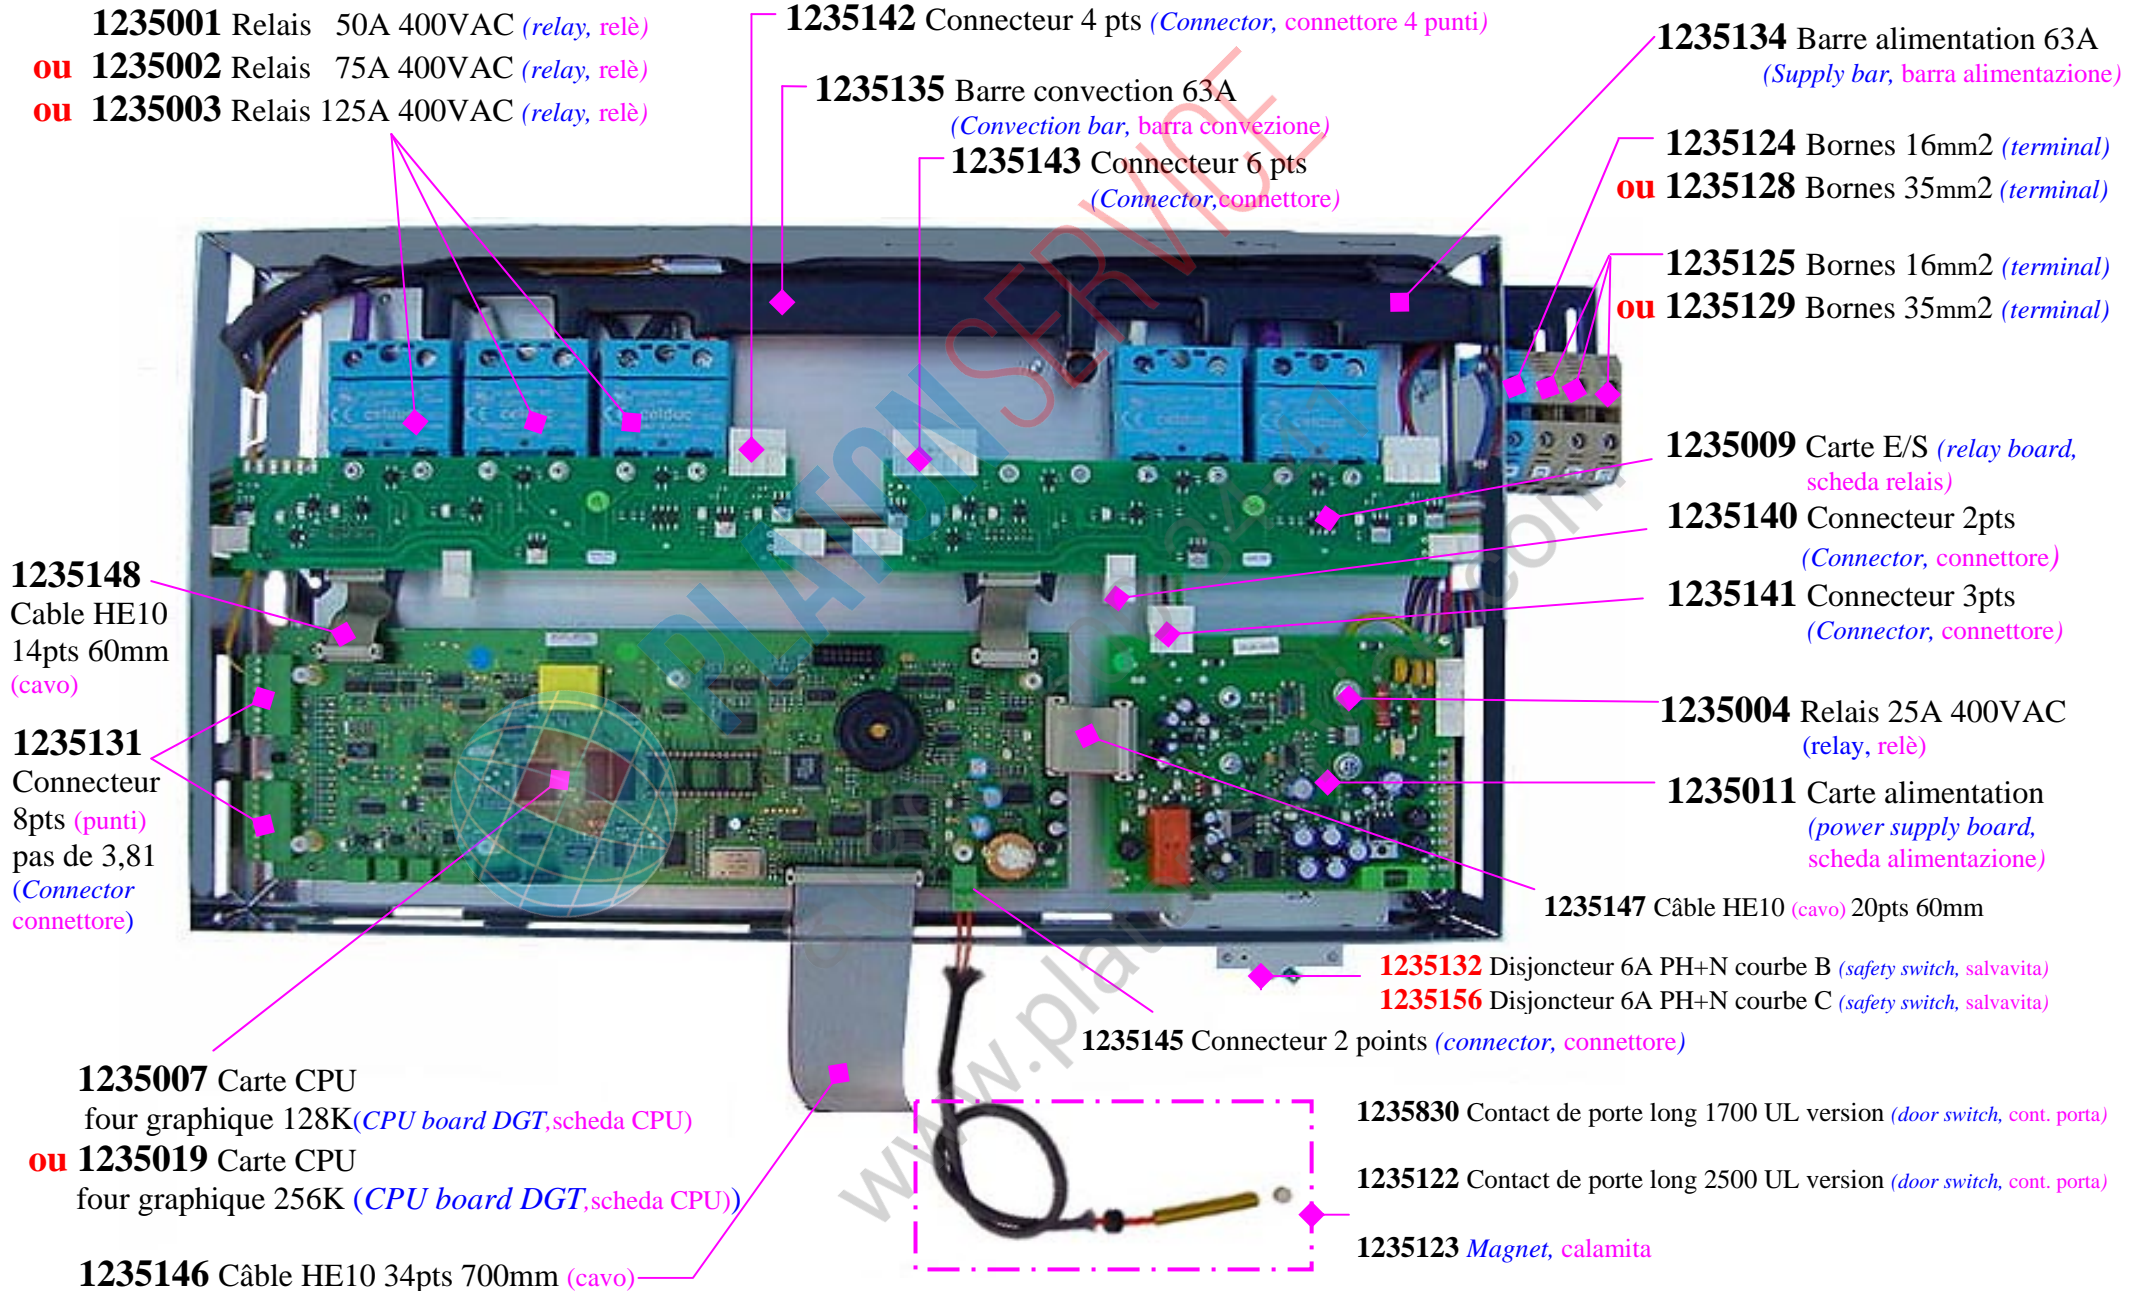 1235001 Relais 50A 400VAC (relay, relè)
ou 1235002 Relais 75A 400VAC (relay, relè)
ou 1235003 Relais 125A 400VAC (relay, relè)
1235142 Connecteur 4 pts (Connector, connettore 4 punti)
1235135 Barre convection 63A
(Convection bar, barra convezione)
1235143 Connecteur 6 pts
(Connector,connettore)
1235134 Barre alimentation 63A
(Supply bar, barra alimentazione)
1235124 Bornes 16mm2 (terminal)
ou 1235128 Bornes 35mm2 (terminal)
1235125 Bornes 16mm2 (terminal)
ou 1235129 Bornes 35mm2 (terminal)
1235009 Carte E/S (relay board,
scheda relais)
1235140 Connecteur 2pts
(Connector, connettore)
1235141 Connecteur 3pts
(Connector, connettore)
1235004 Relais 25A 400VAC
(relay, relè)
1235011 Carte alimentation
(power supply board,
scheda alimentazione)
1235147 Câble HE10 (cavo) 20pts 60mm
1235132 Disjoncteur 6A PH+N courbe B (safety switch, salvavita)
1235156 Disjoncteur 6A PH+N courbe C (safety switch, salvavita)
1235145 Connecteur 2 points (connector, connettore)
1235830 Contact de porte long 1700 UL version (door switch, cont. porta)
1235122 Contact de porte long 2500 UL version (door switch, cont. porta)
1235123 Magnet, calamita
1235148
Cable HE10
14pts 60mm
(cavo)
1235131
Connecteur
8pts (punti)
pas de 3,81
(Connector
connettore)
1235007 Carte CPU
four graphique 128K(CPU board DGT,scheda CPU)
ou 1235019 Carte CPU
four graphique 256K (CPU board DGT,scheda CPU))
1235146 Câble HE10 34pts 700mm (cavo)
PLATONSERVICE
celduc
celduc
celduc